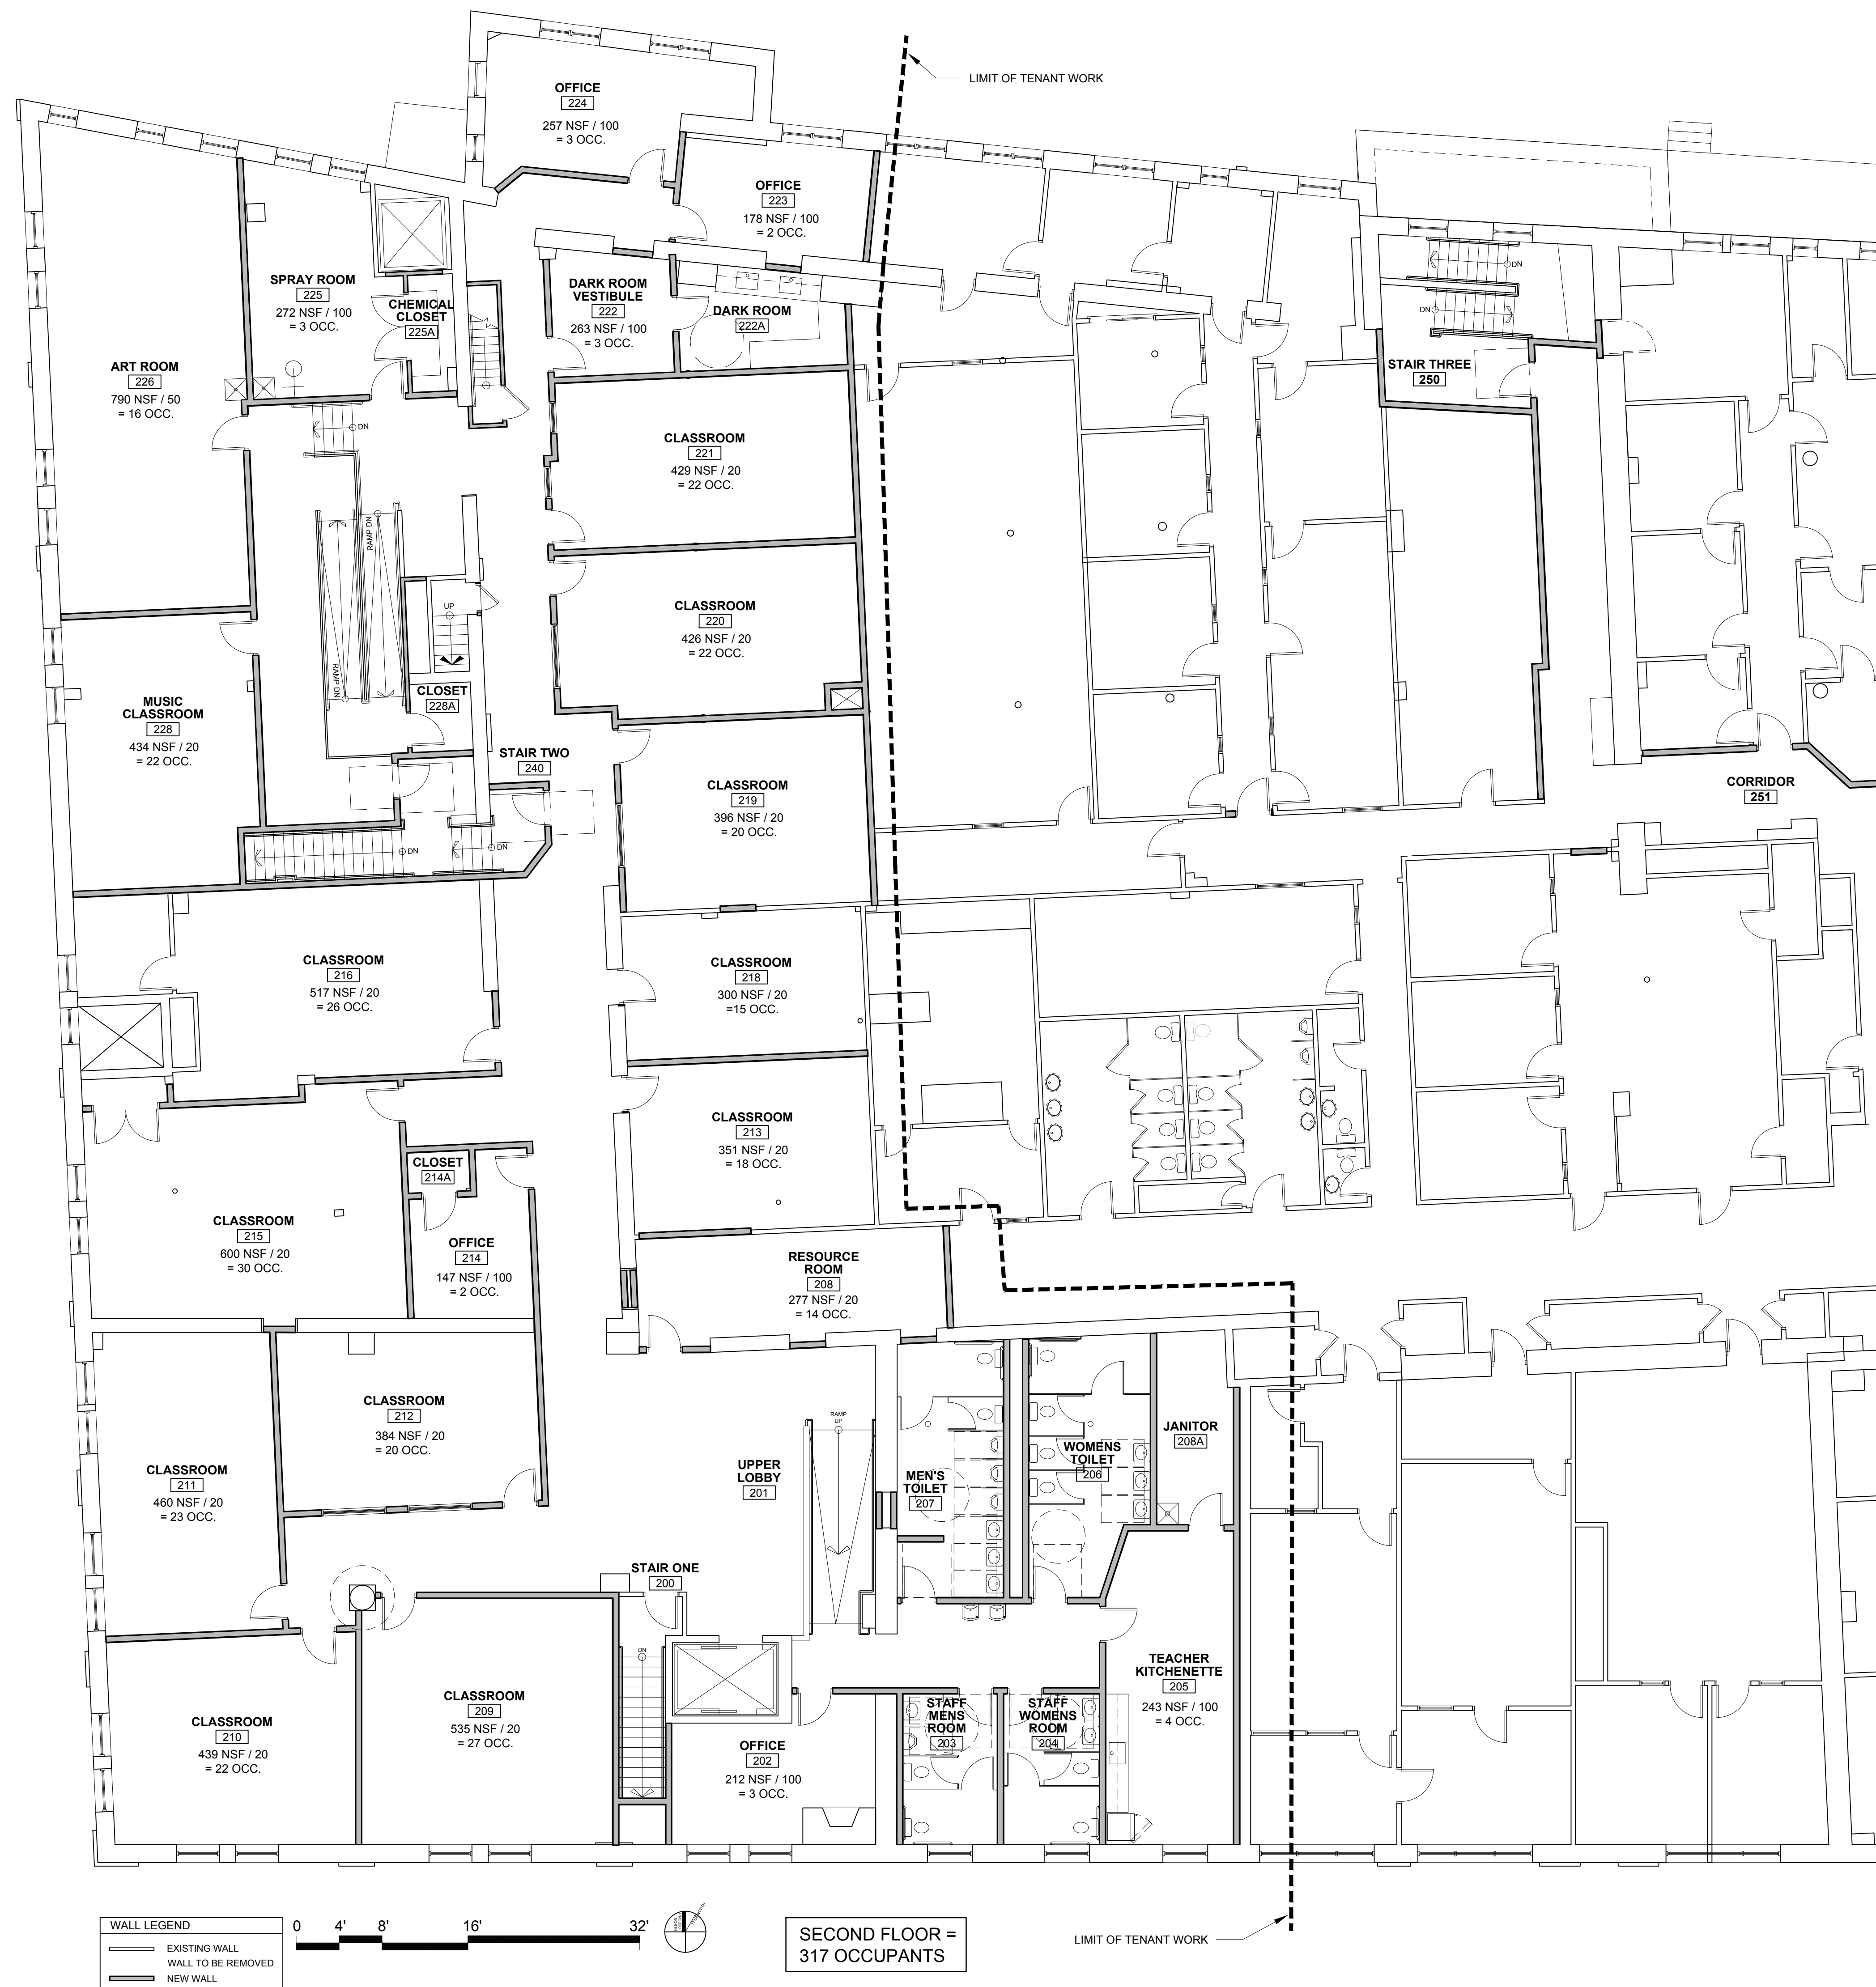 LIMIT OF TENANT WORK
OFFICE
224
257 NSF / 100
= 3 OCC.
OFFICE
223
178 NSF / 100
= 2 OCC.
DN
DN
STAIR THREE
250
SPRAY ROOM
225
272 NSF / 100
= 3 OCC.
CHEMICAL
CLOSET
225A
DARK ROOM
VESTIBULE
222
263 NSF / 100
= 3 OCC.
DARK ROOM
222A
ART ROOM
226
790 NSF / 50
= 16 OCC.
DN
CLASSROOM
221
429 NSF / 20
= 22 OCC.
RAMP DN
RAMP DN
UP
CLASSROOM
220
426 NSF / 20
= 22 OCC.
MUSIC
CLASSROOM
228
434 NSF / 20
= 22 OCC.
CLOSET
228A
STAIR TWO
240
DN
DN
CLASSROOM
219
396 NSF / 20
= 20 OCC.
CORRIDOR
251
CLASSROOM
216
517 NSF / 20
= 26 OCC.
CLASSROOM
218
300 NSF / 20
=15 OCC.
CLASSROOM
213
351 NSF / 20
= 18 OCC.
CLOSET
214A
CLASSROOM
215
600 NSF / 20
= 30 OCC.
OFFICE
214
147 NSF / 100
= 2 OCC.
RESOURCE
ROOM
208
277 NSF / 20
= 14 OCC.
CLASSROOM
212
384 NSF / 20
= 20 OCC.
CLASSROOM
211
460 NSF / 20
= 23 OCC.
UPPER
LOBBY
201
RAMP
UP
MEN'S
TOILET
207
WOMENS
TOILET
206
JANITOR
208A
STAIR ONE
200
DN
CLASSROOM
210
439 NSF / 20
= 22 OCC.
CLASSROOM
209
535 NSF / 20
= 27 OCC.
OFFICE
202
212 NSF / 100
= 3 OCC.
STAFF
MENS
ROOM
203
STAFF
WOMENS
ROOM
204
TEACHER
KITCHENETTE
205
243 NSF / 100
= 4 OCC.
WALL LEGEND
EXISTING WALL
WALL TO BE REMOVED
NEW WALL
0 4' 8' 16' 32'
SECOND FLOOR =
317 OCCUPANTS
LIMIT OF TENANT WORK